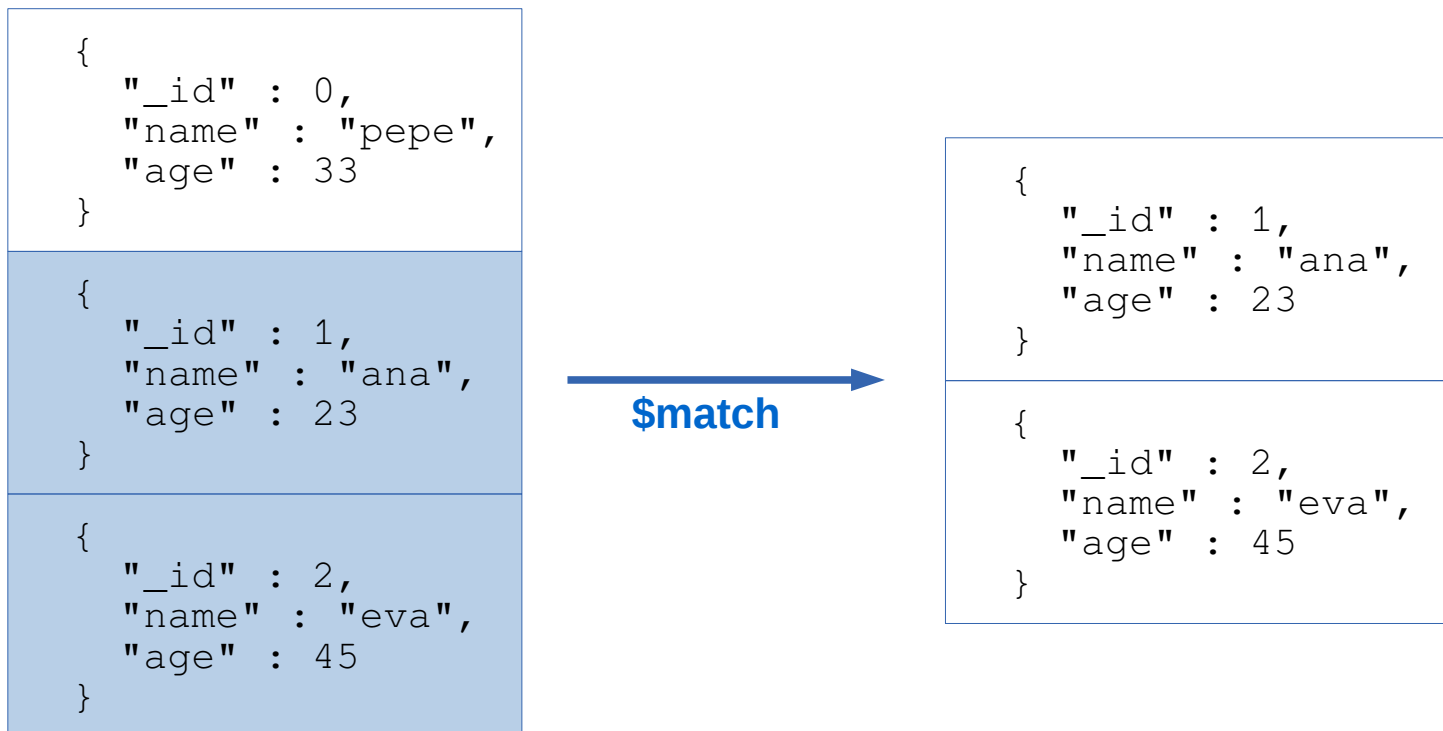 {
"_id" : 0,
"name" : "pepe",
"age" : 33
}
{
"_id" : 1,
"name" : "ana",
"age" : 23
}
{
"_id" : 2,
"name" : "eva",
"age" : 45
}
$match
{
"_id" : 1,
"name" : "ana",
"age" : 23
}
{
"_id" : 2,
"name" : "eva",
"age" : 45
}